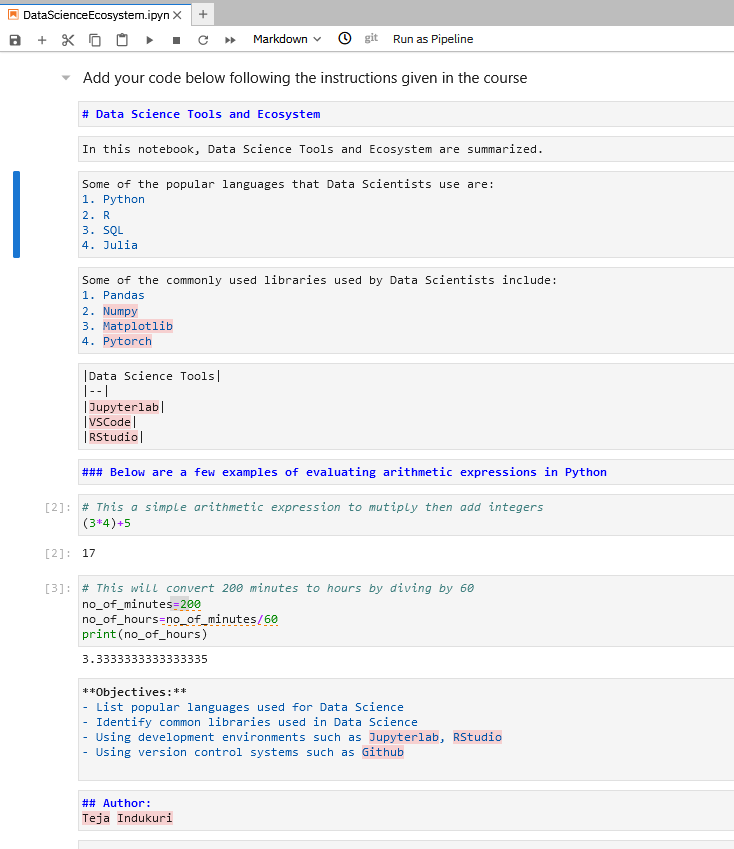 DataScienceEcosystem.ipyn
Markdown
git
Run as Pipeline
Add your code below following the instructions given in the course
# Data Science Tools and Ecosystem
In this notebook, Data Science Tools and Ecosystem are summarized.
Some of the popular languages that Data Scientists use are:
1. Python
2. R
3. SQL
4. Julia
Some of the commonly used libraries used by Data Scientists include:
1. Pandas
2. Numpy
3. Matplotlib
4. Pytorch
|Data Science Tools|
|--|
|Jupyterlab|
|VSCode|
|RStudio|
### Below are a few examples of evaluating arithmetic expressions in Python
[2]: # This a simple arithmetic expression to mutiply then add integers
(3*4)+5
[2]: 17
[3]: # This will convert 200 minutes to hours by diving by 60
no_of_minutes=200
no_of_hours=no_of_minutes/60
print(no_of_hours)
3.3333333333333335
**Objectives:**
- List popular languages used for Data Science
- Identify common libraries used in Data Science
- Using development environments such as Jupyterlab, RStudio
- Using version control systems such as Github
## Author:
Teja Indukuri